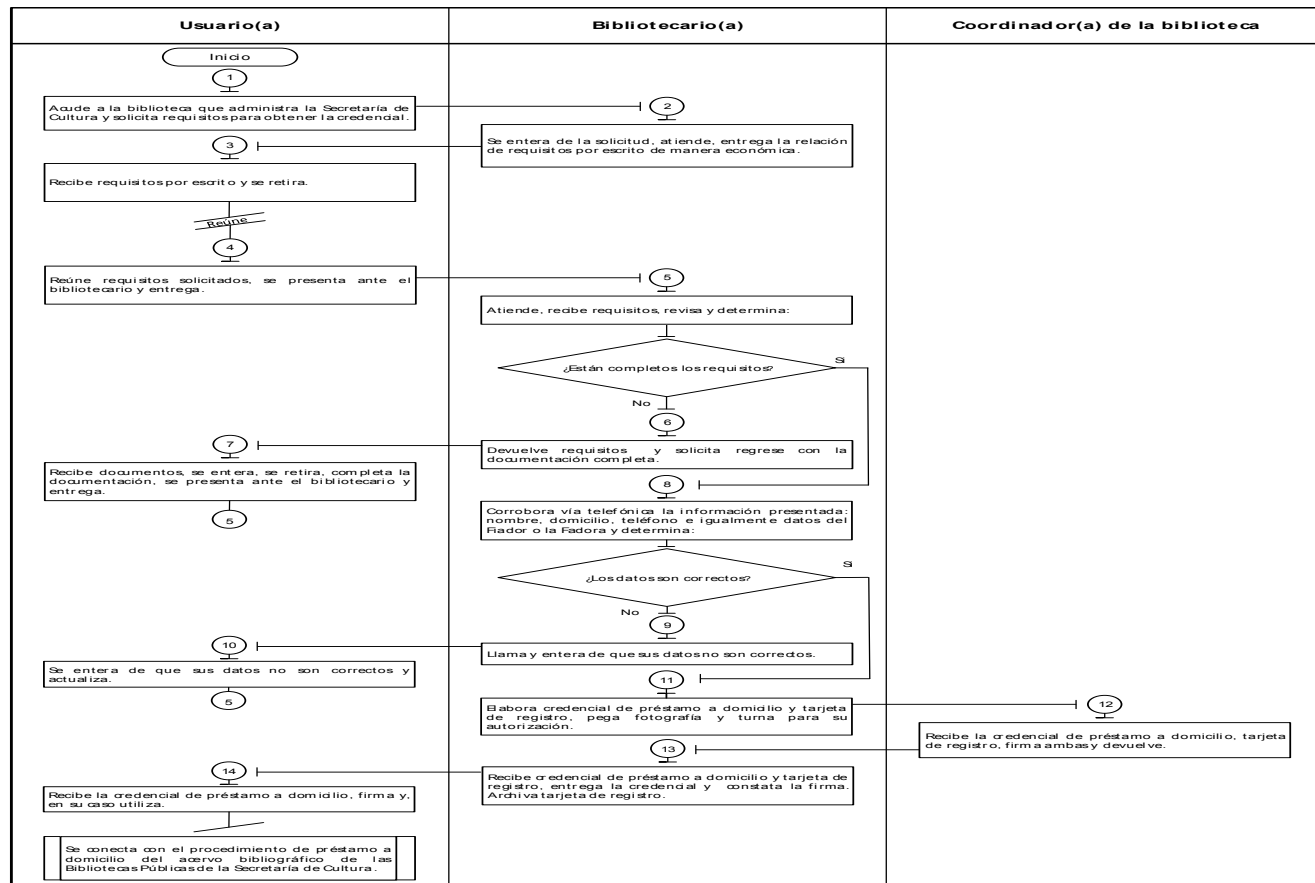 Usuario(a)
Bibliotecario(a)
Coordinador(a) de la biblioteca
Inicio
1
Acude a la biblioteca que administra la Secretaría de
Cultura y solicita requisitos para obtener la credencial.
2
Se entera de la solicitud, atiende, entrega la relación
de requisitos por escrito de manera económica.
3
Recibe requisitos por escrito y se retira.
Reúne
4
Reúne requisitos solicitados, se presenta ante el
bibliotecario y entrega.
5
Atiende, recibe requisitos, revisa y determina:
¿Están completos los requisitos?
Si
No
6
Devuelve requisitos y solicita regrese con la
documentación completa.
7
Recibe documentos, se entera, se retira, completa la
documentación, se presenta ante el bibliotecario y
entrega.
5
8
Corrobora vía telefónica la información presentada:
nombre, domicilio, teléfono e igualmente datos del
Fiador o la Fadora y determina:
¿Los datos son correctos?
Si
No
9
Llama y entera de que sus datos no son correctos.
10
Se entera de que sus datos no son correctos y
actualiza.
5
11
Elabora credencial de préstamo a domicilio y tarjeta
de registro, pega fotografía y turna para su
autorización.
12
Recibe la credencial de préstamo a domicilio, tarjeta
de registro, firma ambas y devuelve.
13
Recibe credencial de préstamo a domicilio y tarjeta de
registro, entrega la credencial y constata la firma.
Archiva tarjeta de registro.
14
Recibe la credencial de préstamo a domicilio, firma y,
en su caso utiliza.
Se conecta con el procedimiento de préstamo a
domicilio del acervo bibliográfico de las
Bibliotecas Públicas de la Secretaría de Cultura.